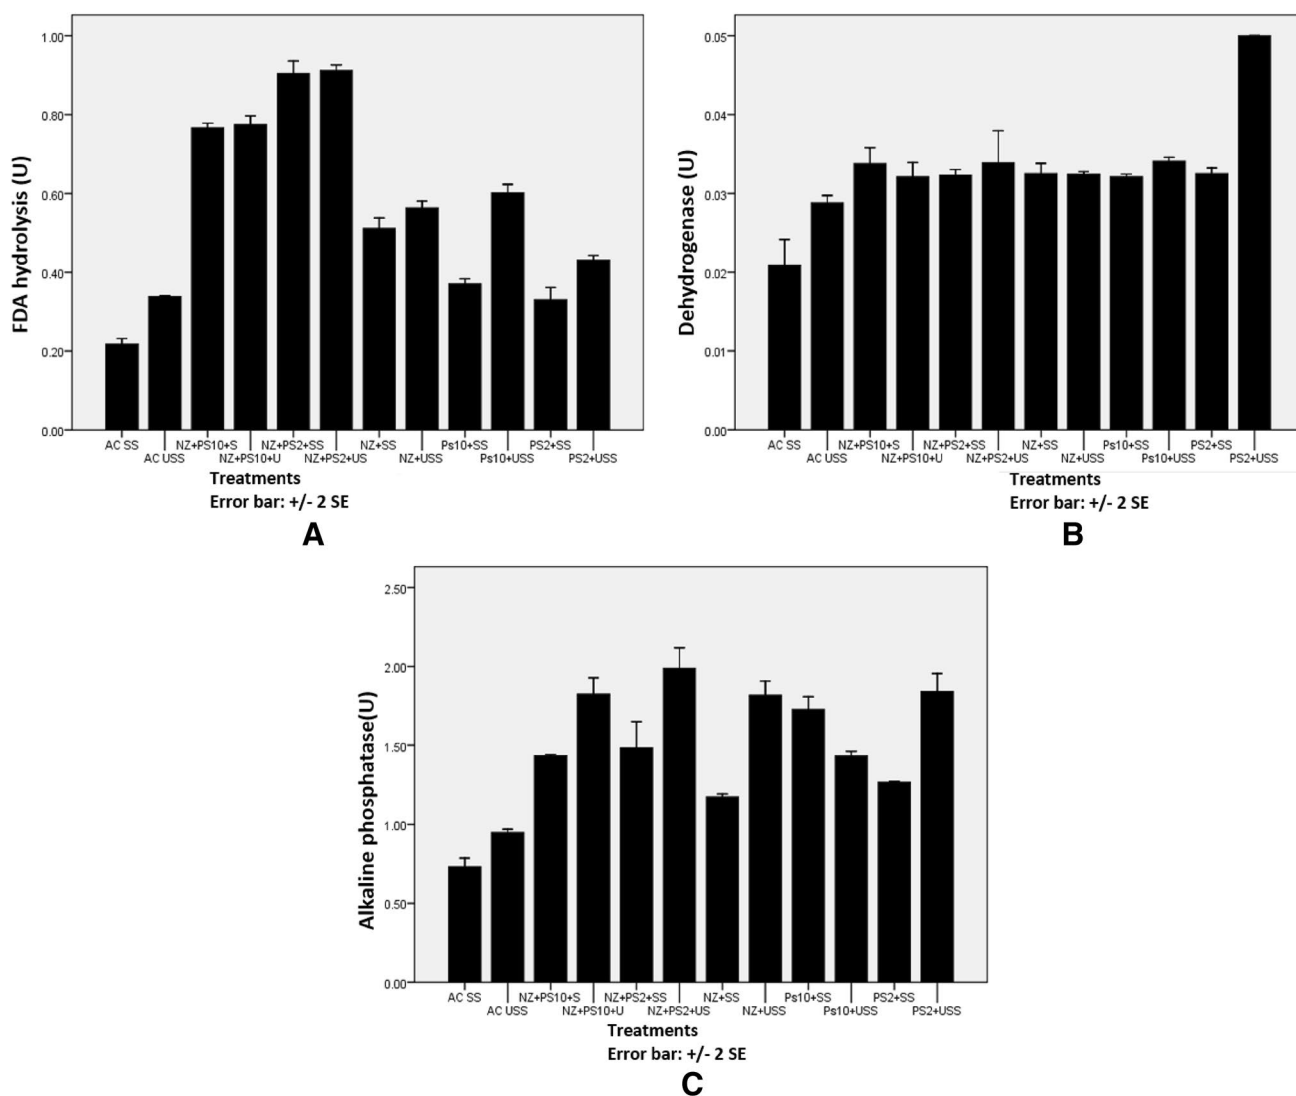 FDA hydrolysis (U)
1.00
0.80
0.60
0.40
0.20
0.00
AC SS
AC USS
NZ+PS10+S
NZ+PS10+U
NZ+PS2+SS
NZ+PS2+US
NZ+SS
NZ+USS
Ps10+SS
Ps10+USS
PS2+SS
PS2+USS
Treatments
Error bar: +/- 2 SE
A
Dehydrogenase (U)
0.05
0.04
0.03
0.02
0.01
0.00
AC SS
AC USS
NZ+PS10+S
NZ+PS10+U
NZ+PS2+SS
NZ+PS2+US
NZ+SS
NZ+USS
Ps10+SS
Ps10+USS
PS2+SS
PS2+USS
Treatments
Error bar: +/- 2 SE
B
Alkaline phosphatase(U)
2.50
2.00
1.50
1.00
0.50
0.00
AC SS
AC USS
NZ+PS10+S
NZ+PS10+U
NZ+PS2+SS
NZ+PS2+US
NZ+SS
NZ+USS
Ps10+SS
Ps10+USS
PS2+SS
PS2+USS
Treatments
Error bar: +/- 2 SE
C